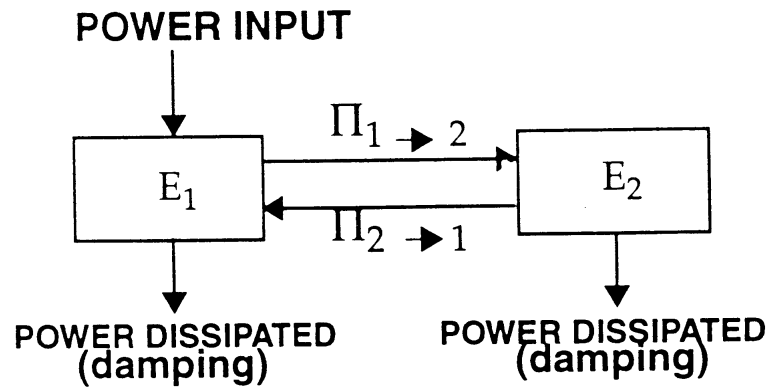 POWER INPUT
Π1 → 2
E1
E2
Π2 → 1
POWER DISSIPATED
(damping)
POWER DISSIPATED
(damping)